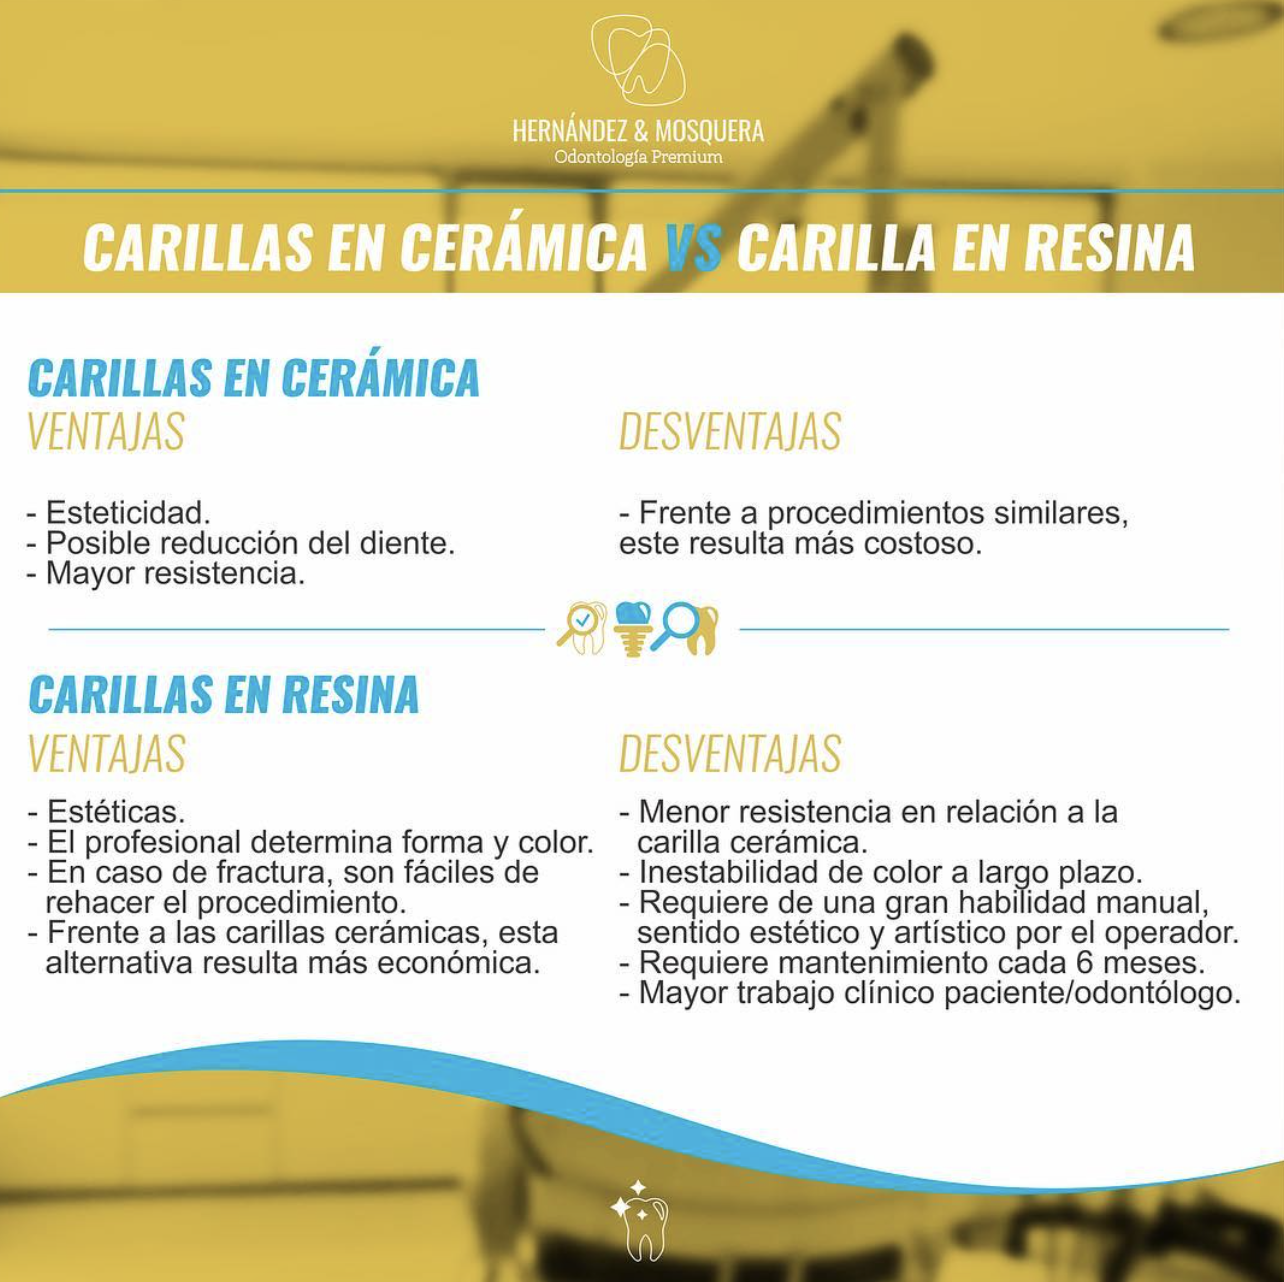 HERNÁNDEZ & MOSQUERA
Odontología Premium
CARILLAS EN CERÁMICA VS CARILLA EN RESINA
CARILLAS EN CERÁMICA
VENTAJAS
- Esteticidad.
- Posible reducción del diente.
- Mayor resistencia.
DESVENTAJAS
- Frente a procedimientos similares,
este resulta más costoso.
CARILLAS EN RESINA
VENTAJAS
- Estéticas.
- El profesional determina forma y color.
- En caso de fractura, son fáciles de
rehacer el procedimiento.
- Frente a las carillas cerámicas, esta
alternativa resulta más económica.
DESVENTAJAS
- Menor resistencia en relación a la
carilla cerámica.
- Inestabilidad de color a largo plazo.
- Requiere de una gran habilidad manual,
sentido estético y artístico por el operador.
- Requiere mantenimiento cada 6 meses.
- Mayor trabajo clínico paciente/odontólogo.